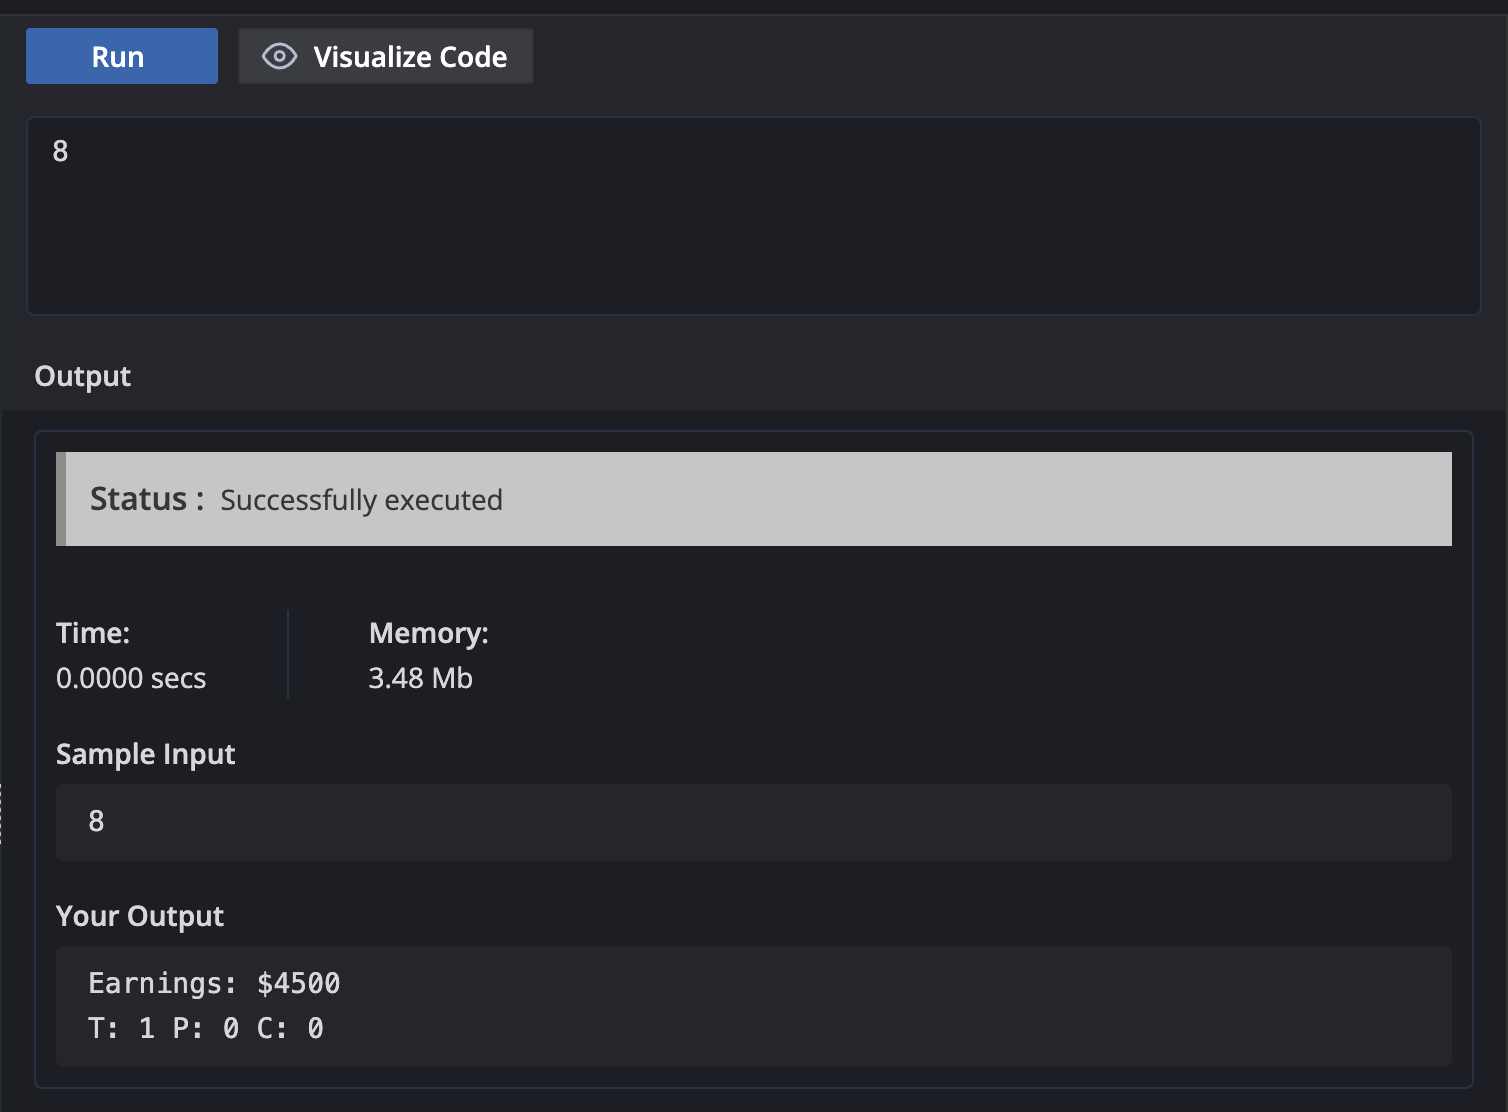 Run
Visualize Code
8
Output
Status : Successfully executed
Time:
0.0000 secs
Memory:
3.48 Mb
Sample Input
8
Your Output
Earnings: $4500
T: 1 P: 0 C: 0